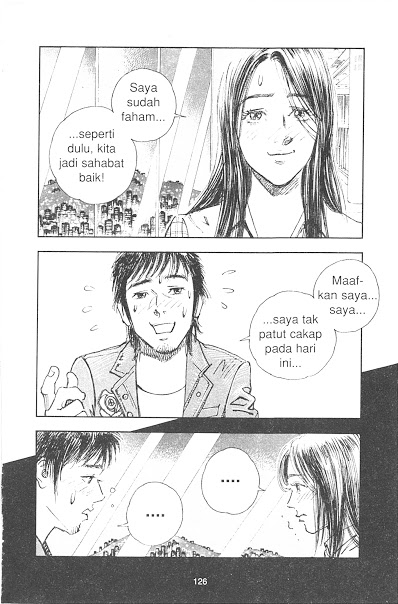 Saya
sudah
faham...
...seperti
dulu, kita
jadi sahabat
baik!
Maaf-
kan saya...
saya...
...saya tak
patut cakap
pada hari
ini...
....
....
126